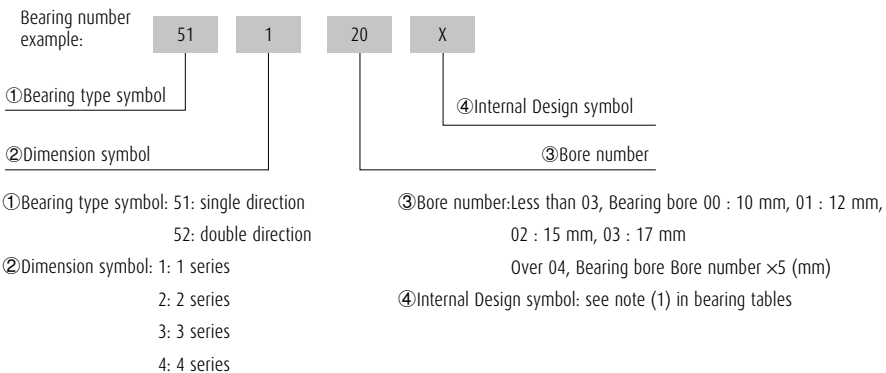 Bearing number
example:
51 1 20 X
①Bearing type symbol
④Internal Design symbol
②Dimension symbol
③Bore number
①Bearing type symbol: 51: single direction
52: double direction
②Dimension symbol: 1: 1 series
2: 2 series
3: 3 series
4: 4 series
③Bore number:Less than 03, Bearing bore 00 : 10 mm, 01 : 12 mm,
02 : 15 mm, 03 : 17 mm
Over 04, Bearing bore Bore number ×5 (mm)
④Internal Design symbol: see note (1) in bearing tables